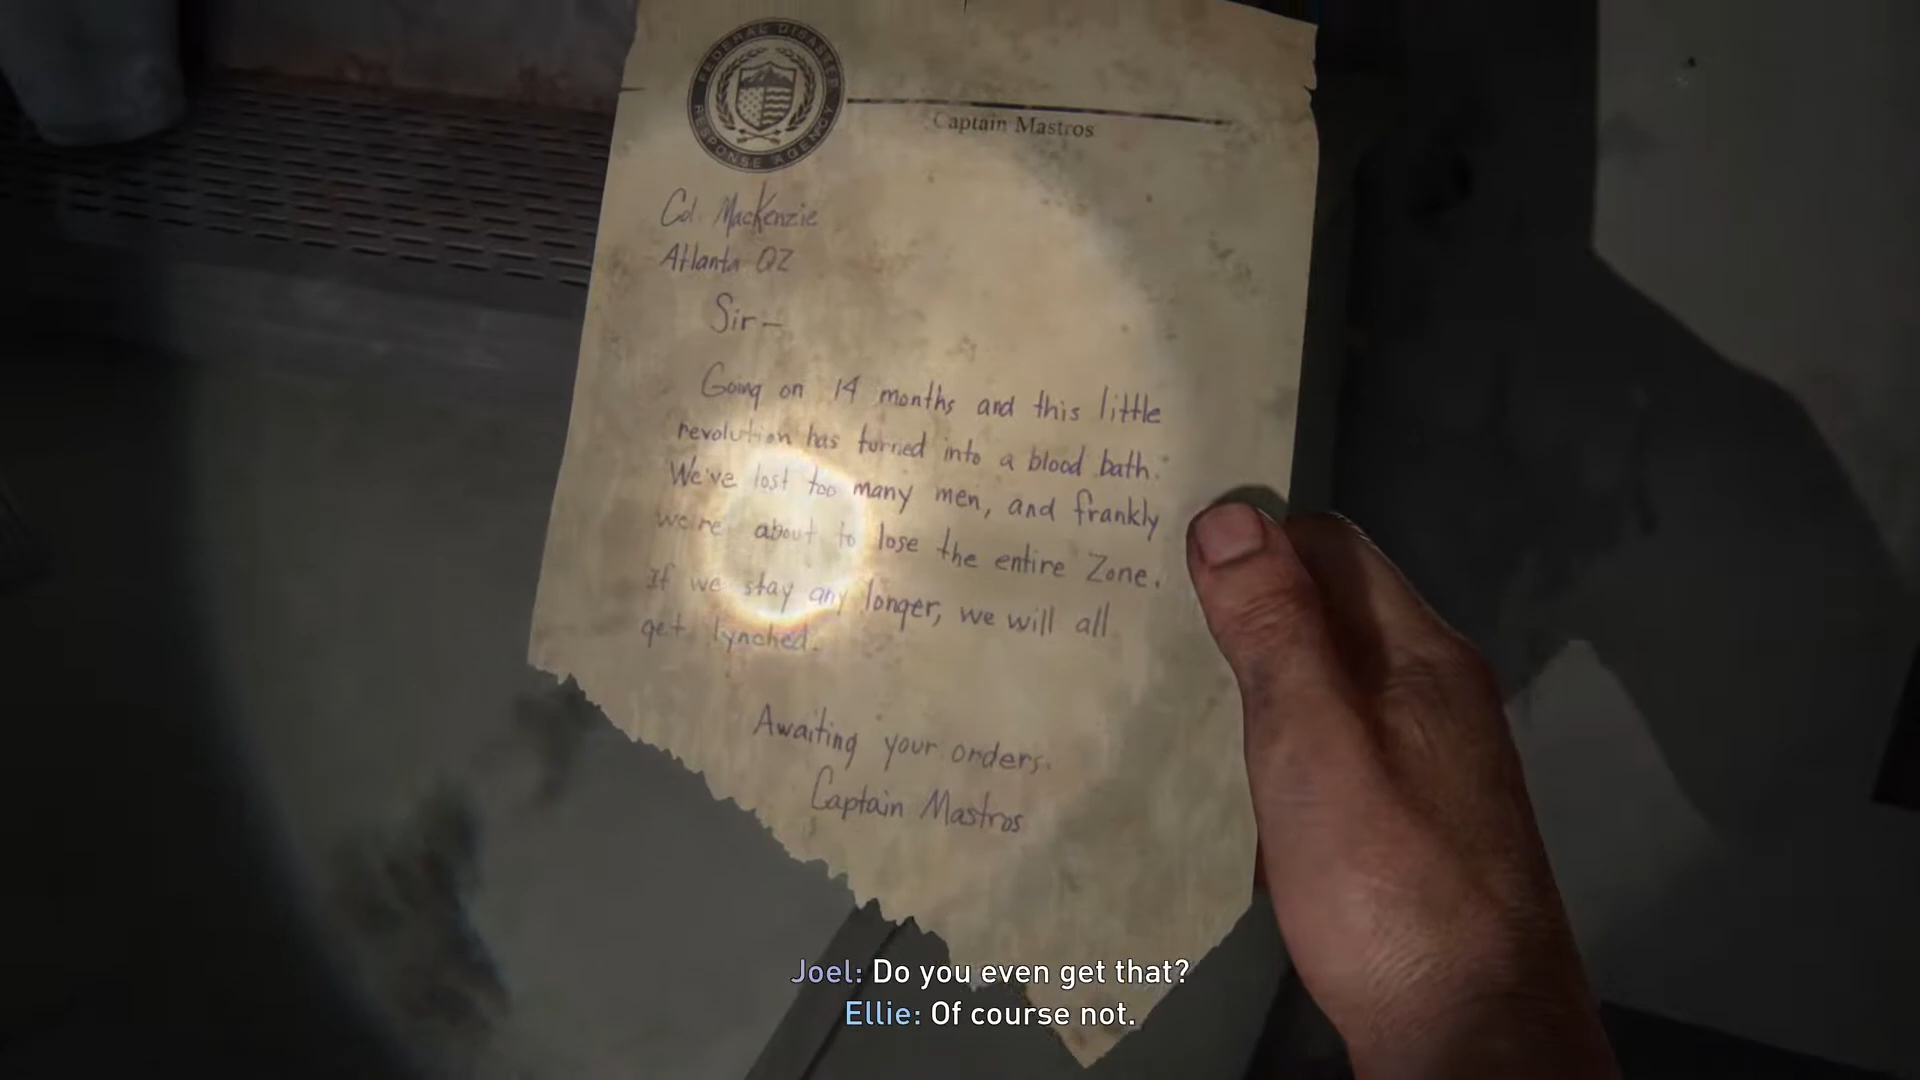 FEDERAL DISASTER RESPONSE AGENCY
Captain Mastros
Col. MacKenzie
Atlanta QZ
Sir-
Going on 14 months and this little
revolution has turned into a blood bath.
We've lost too many men, and frankly
we're about to lose the entire Zone.
If we stay any longer, we will all
get lynched.
Awaiting your orders.
Captain Mastros
Joel: Do you even get that?
Ellie: Of course not.